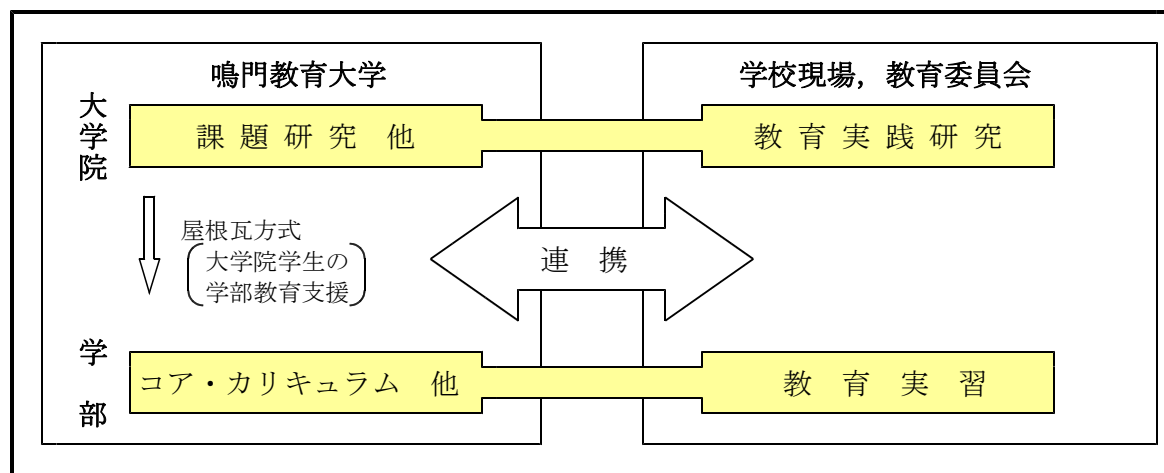 鳴門教育大学
学校現場，教育委員会
大学院
課題研究 他
教育実践研究
屋根瓦方式
大学院学生の
学部教育支援
連携
学部
コア・カリキュラム 他
教育実習